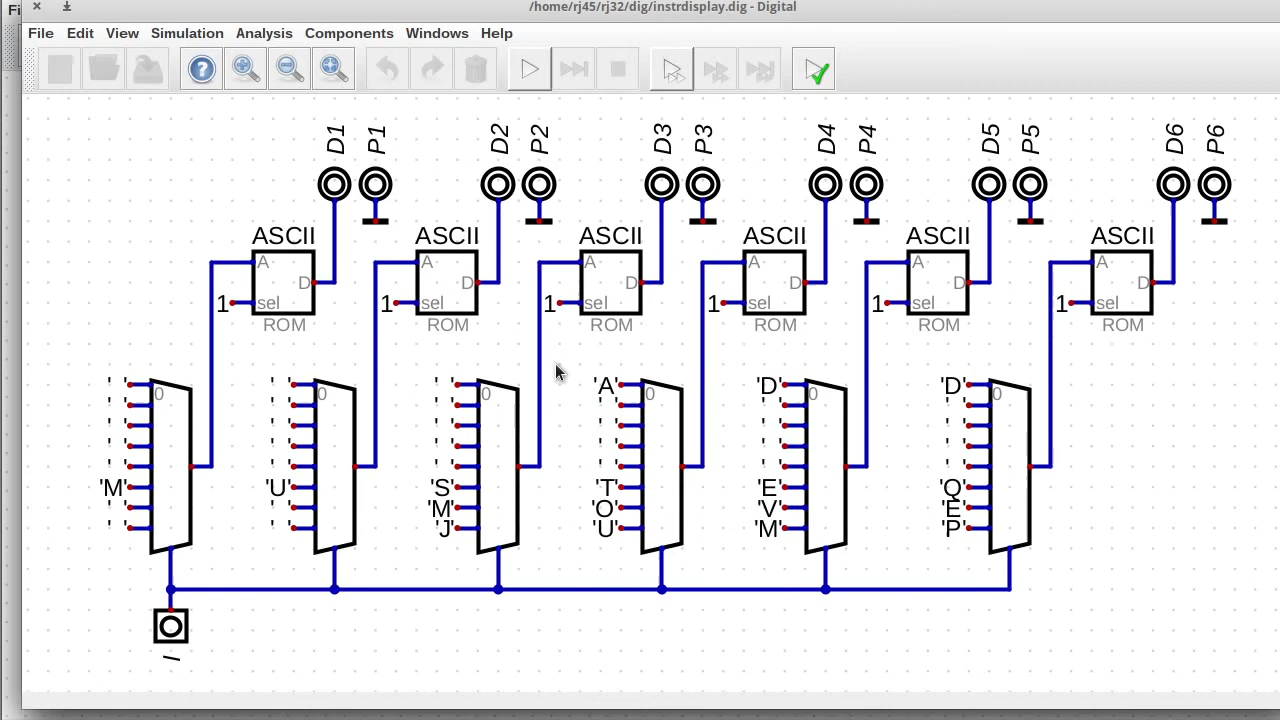 Fi
/home/rj45/rj32/dig/instrdisplay.dig - Digital
File Edit View Simulation Analysis Components Windows Help
D1 P1 D2 P2 D3 P3 D4 P4 D5 P5 D6 P6
ASCII ASCII ASCII ASCII ASCII ASCII
A A A A A A
D D D D D D
1 sel 1 sel 1 sel 1 sel 1 sel 1 sel
ROM ROM ROM ROM ROM ROM
' ' ' ' ' ' 'A' 'D' 'D'
0 0 0 0 0 0
' ' ' ' ' ' ' ' ' ' ' '
' ' ' ' ' ' ' ' ' ' ' '
' ' ' ' ' ' ' ' ' ' ' '
' ' ' ' ' ' ' ' ' ' ' '
'M' 'U' 'S' 'T' 'E' 'Q'
' ' ' ' 'M' 'O' 'V' 'E'
' ' ' ' 'J' 'U' 'M' 'P'
I